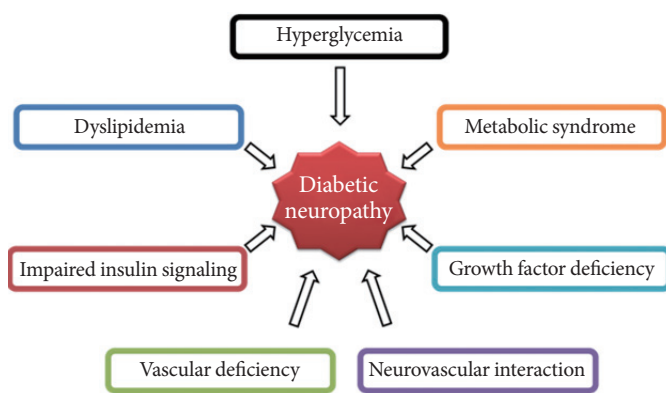 Hyperglycemia
Dyslipidemia
Metabolic syndrome
Diabetic
neuropathy
Impaired insulin signaling
Growth factor deficiency
Vascular deficiency
Neurovascular interaction